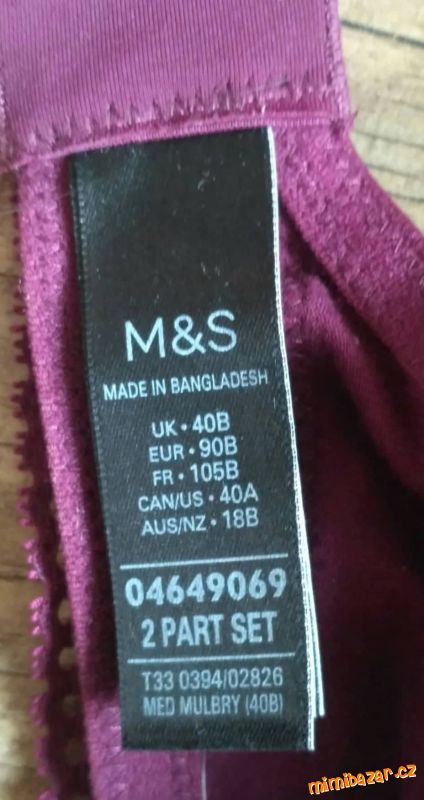 M&S
MADE IN BANGLADESH
UK • 40B
EUR • 90B
FR • 105B
CAN/US • 40A
AUS/NZ • 18B
04649069
2 PART SET
T33 0394/02826
MED MULBRY (40B)
mimibazar.cz